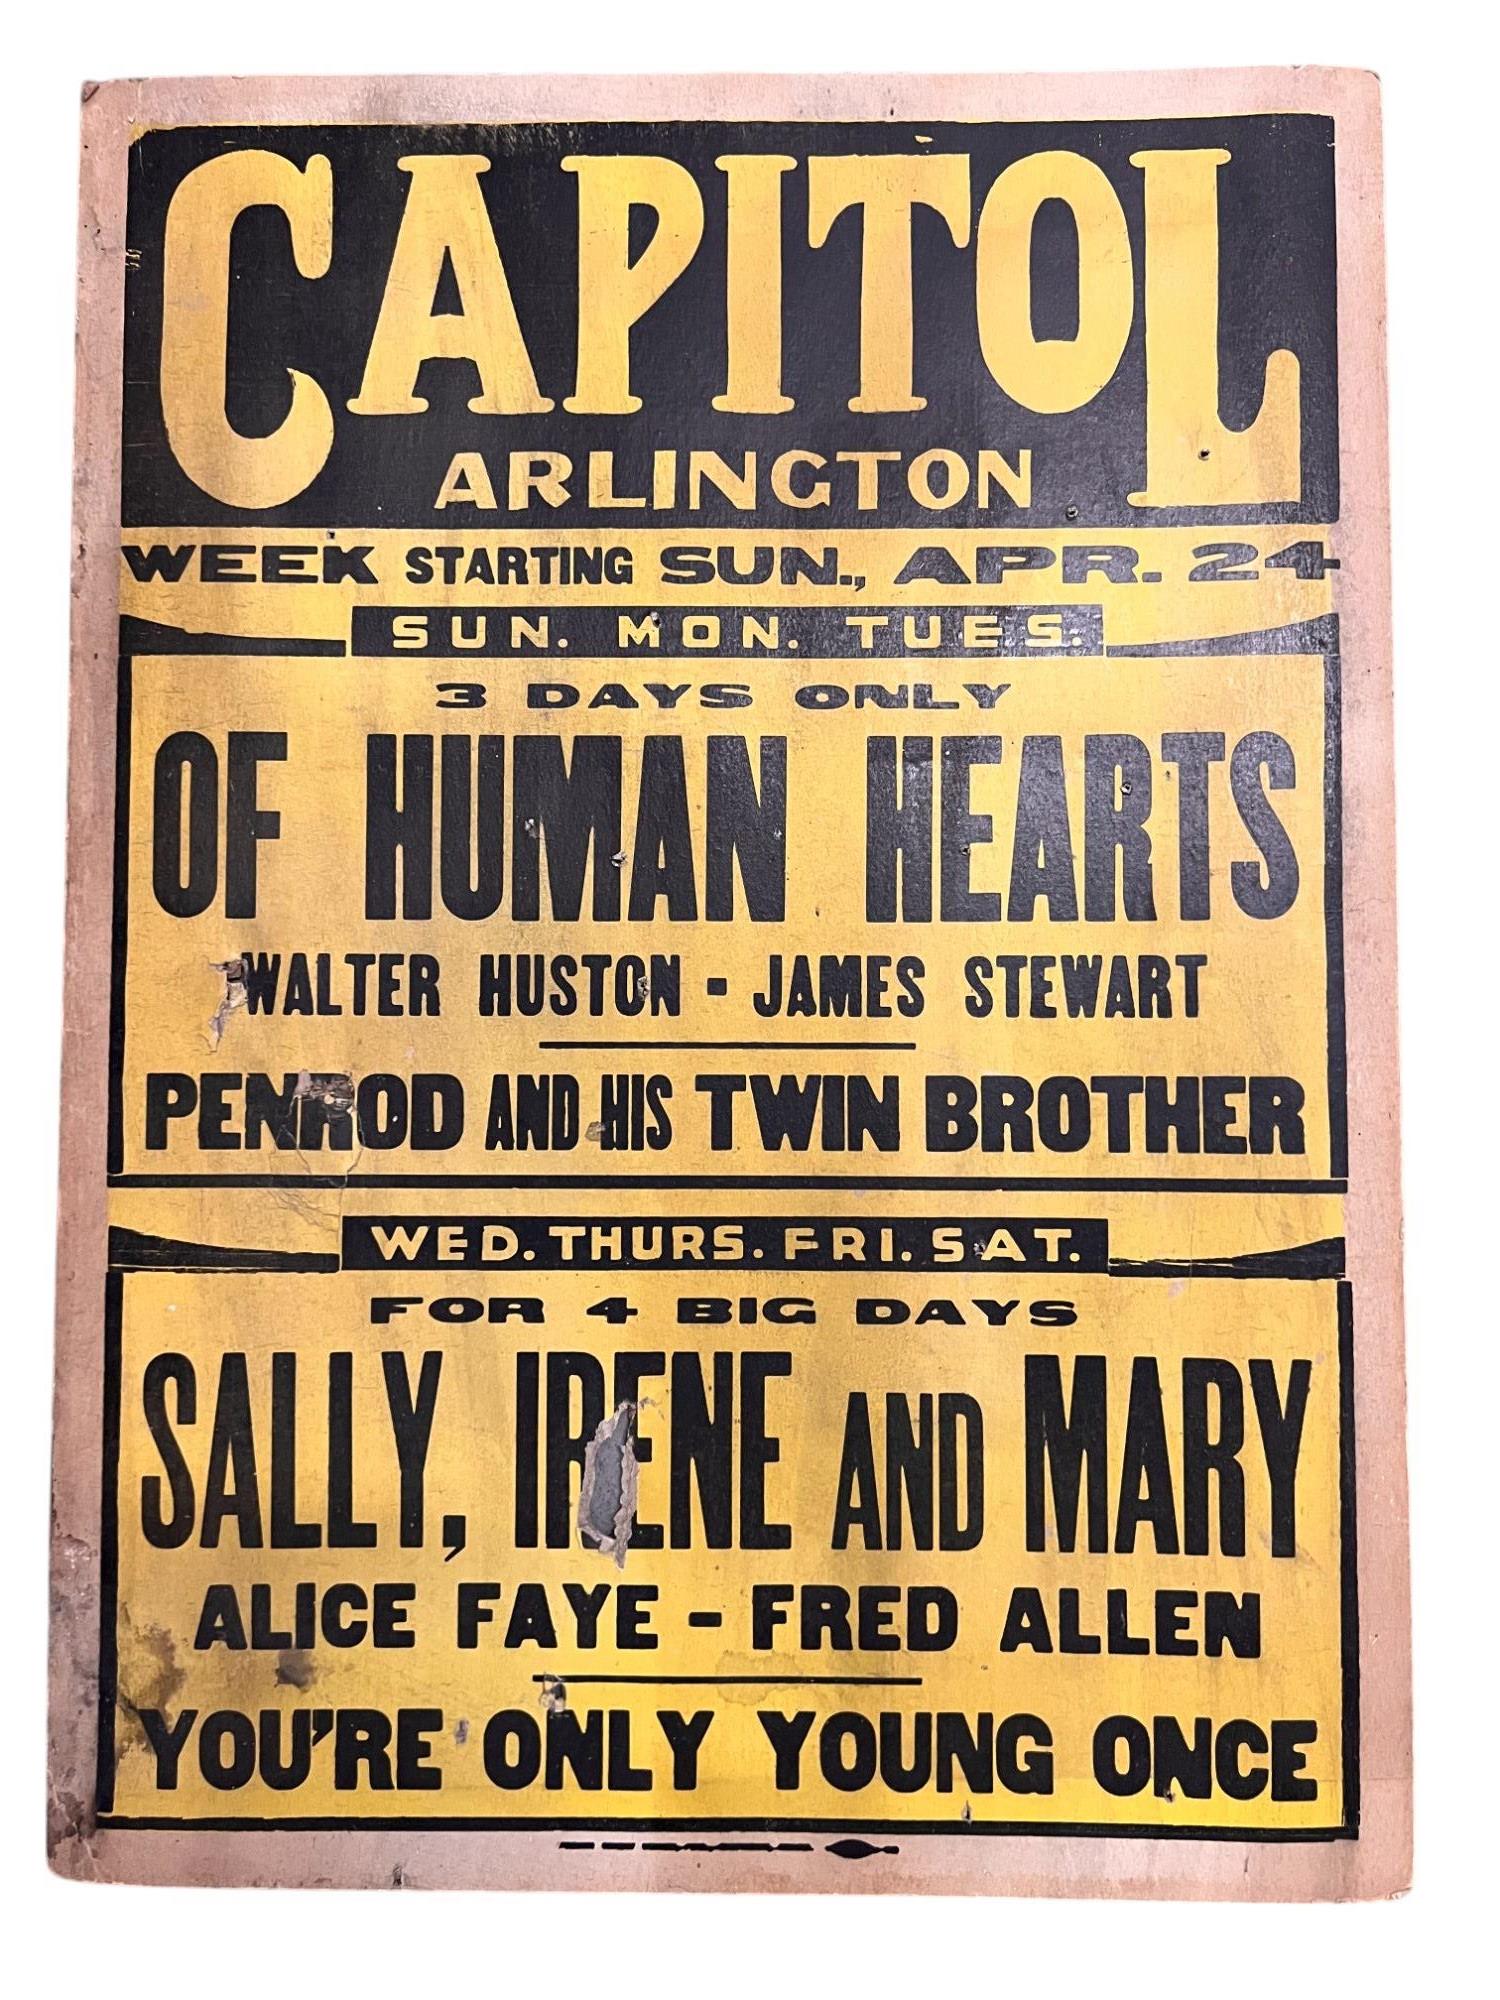 CAPITOL
ARLINGTON
WEEK STARTING SUN., APR. 24
SUN. MON. TUES.
3 DAYS ONLY
OF HUMAN HEARTS
WALTER HUSTON - JAMES STEWART
PENROD AND HIS TWIN BROTHER
WED. THURS. FRI. SAT.
FOR 4 BIG DAYS
SALLY, IRENE AND MARY
ALICE FAYE - FRED ALLEN
YOU'RE ONLY YOUNG ONCE